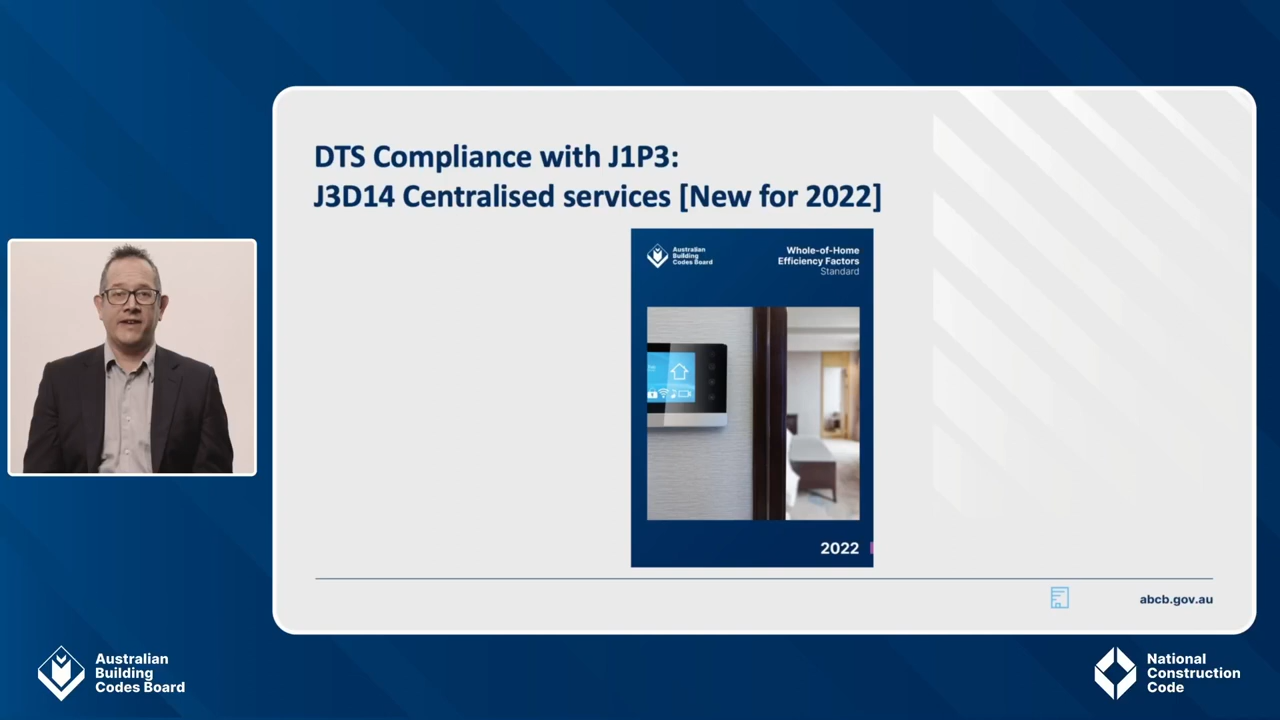 DTS Compliance with J1P3:
J3D14 Centralised services [New for 2022]
Australian
Building
Codes Board
Whole-of-Home
Efficiency Factors
Standard
2022
abcb.gov.au
Australian
Building
Codes Board
National
Construction
Code